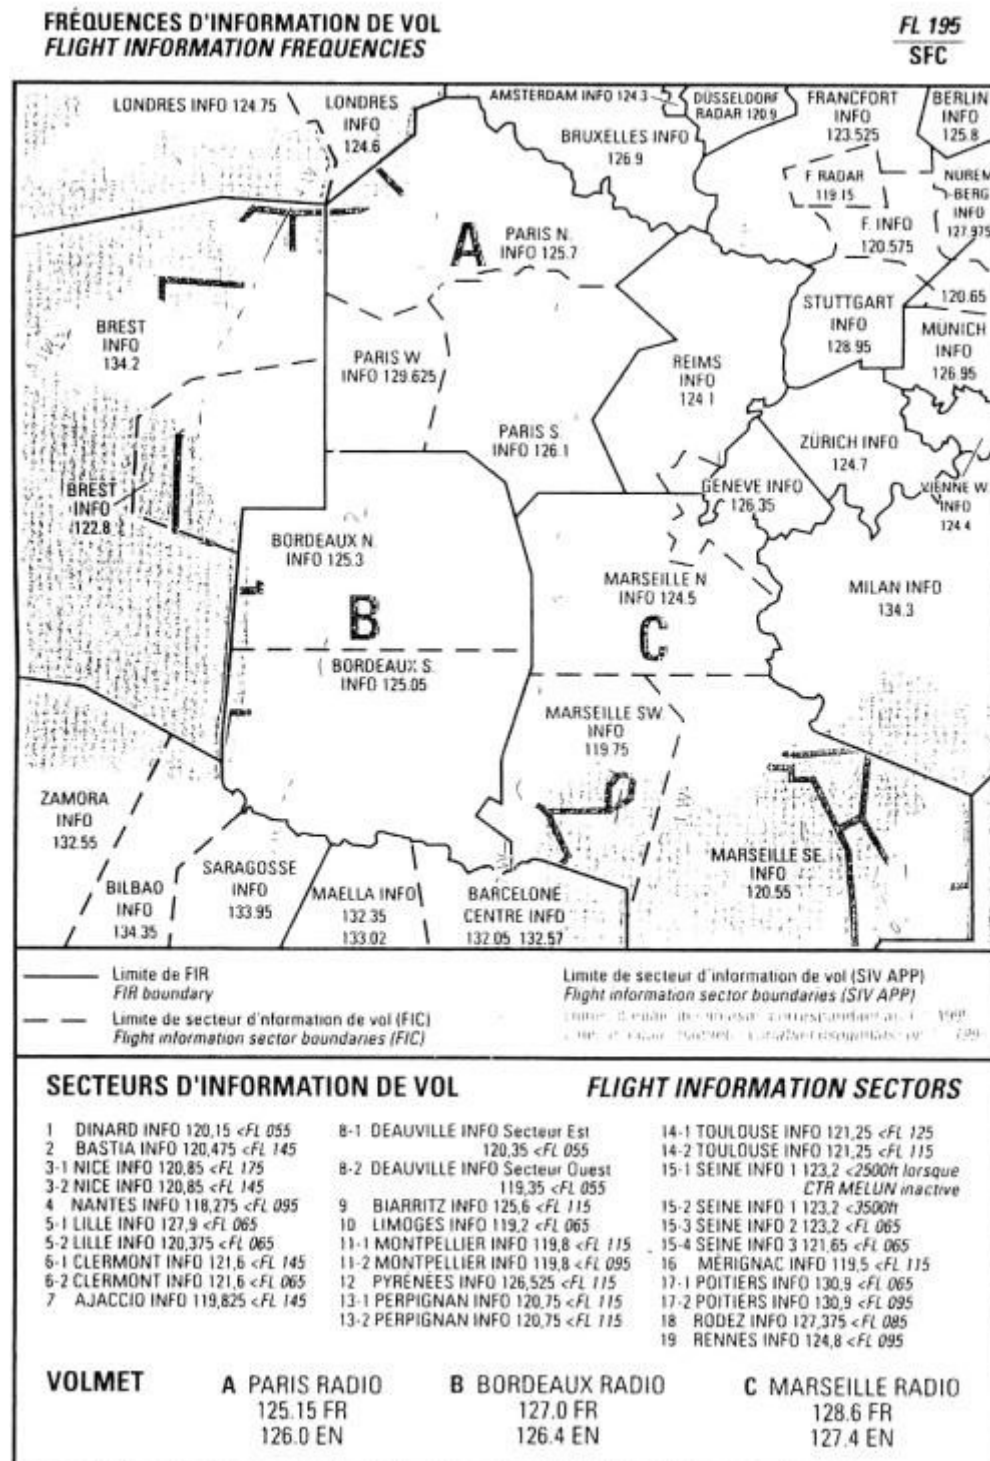 FRÉQUENCES D'INFORMATION DE VOL
FLIGHT INFORMATION FREQUENCIES
FL 195
SFC
LONDRES INFO 124.75
LONDRES
INFO
124.6
AMSTERDAM INFO 124.3
DÜSSELDORF
RADAR 120.9
FRANCFORT
INFO
123.525
BERLIN
INFO
125.8
BRUXELLES INFO
126.9
F RADAR
119.15
NUREM
BERG
INFO
127.975
F. INFO
120.575
A
PARIS N.
INFO 125.7
120.65
STUTTGART
INFO
128.95
MUNICH
INFO
126.95
BREST
INFO
134.2
PARIS W
INFO 129.625
REIMS
INFO
124.1
PARIS S.
INFO 126.1
ZÜRICH INFO
124.7
BREST
INFO
122.8
GENEVE INFO
126.35
VIENNE W.
INFO
124.4
BORDEAUX N.
INFO 125.3
MARSEILLE N
INFO 124.5
MILAN INFO
134.3
B
C
BORDEAUX S.
INFO 125.05
MARSEILLE SW
INFO
119.75
ZAMORA
INFO
132.55
MARSEILLE SE.
INFO
120.55
BILBAO
INFO
134.35
SARAGOSSE
INFO
133.95
MAELLA INFO
132.35
133.02
BARCELONE
CENTRE INFO
132.05 132.57
Limite de FIR
FIR boundary
Limite de secteur d'nformation de vol (FIC)
Flight information sector boundaries (FIC)
Limite de secteur d'information de vol (SIV APP)
Flight information sector boundaries (SIV APP)
SECTEURS D'INFORMATION DE VOL
FLIGHT INFORMATION SECTORS
1 DINARD INFO 120,15 <FL 055
2 BASTIA INFO 120,475 <FL 145
3-1 NICE INFO 120,85 <FL 175
3-2 NICE INFO 120,85 <FL 145
4 NANTES INFO 118,275 <FL 095
5-1 LILLE INFO 127,9 <FL 065
5-2 LILLE INFO 120,375 <FL 065
6-1 CLERMONT INFO 121,6 <FL 145
6-2 CLERMONT INFO 121,6 <FL 065
7 AJACCIO INFO 119,825 <FL 145
8-1 DEAUVILLE INFO Secteur Est
120,35 <FL 055
8-2 DEAUVILLE INFO Secteur Ouest
119,35 <FL 055
9 BIARRITZ INFO 125,6 <FL 115
10 LIMOGES INFO 119,2 <FL 065
11-1 MONTPELLIER INFO 119,8 <FL 115
11-2 MONTPELLIER INFO 119,8 <FL 095
12 PYRENEES INFO 126,525 <FL 115
13-1 PERPIGNAN INFO 120,75 <FL 115
13-2 PERPIGNAN INFO 120,75 <FL 115
14-1 TOULOUSE INFO 121,25 <FL 125
14-2 TOULOUSE INFO 121,25 <FL 115
15-1 SEINE INFO 1 123,2 <2500ft lorsque
CTR MELUN inactive
15-2 SEINE INFO 1 123,2 <3500ft
15-3 SEINE INFO 2 123,2 <FL 065
15-4 SEINE INFO 3 121,65 <FL 065
16 MÉRIGNAC INFO 119,5 <FL 115
17-1 POITIERS INFO 130,9 <FL 065
17-2 POITIERS INFO 130,9 <FL 095
18 RODEZ INFO 127,375 <FL 085
19 RENNES INFO 124,8 <FL 095
VOLMET
A PARIS RADIO
125.15 FR
126.0 EN
B BORDEAUX RADIO
127.0 FR
126.4 EN
C MARSEILLE RADIO
128.6 FR
127.4 EN